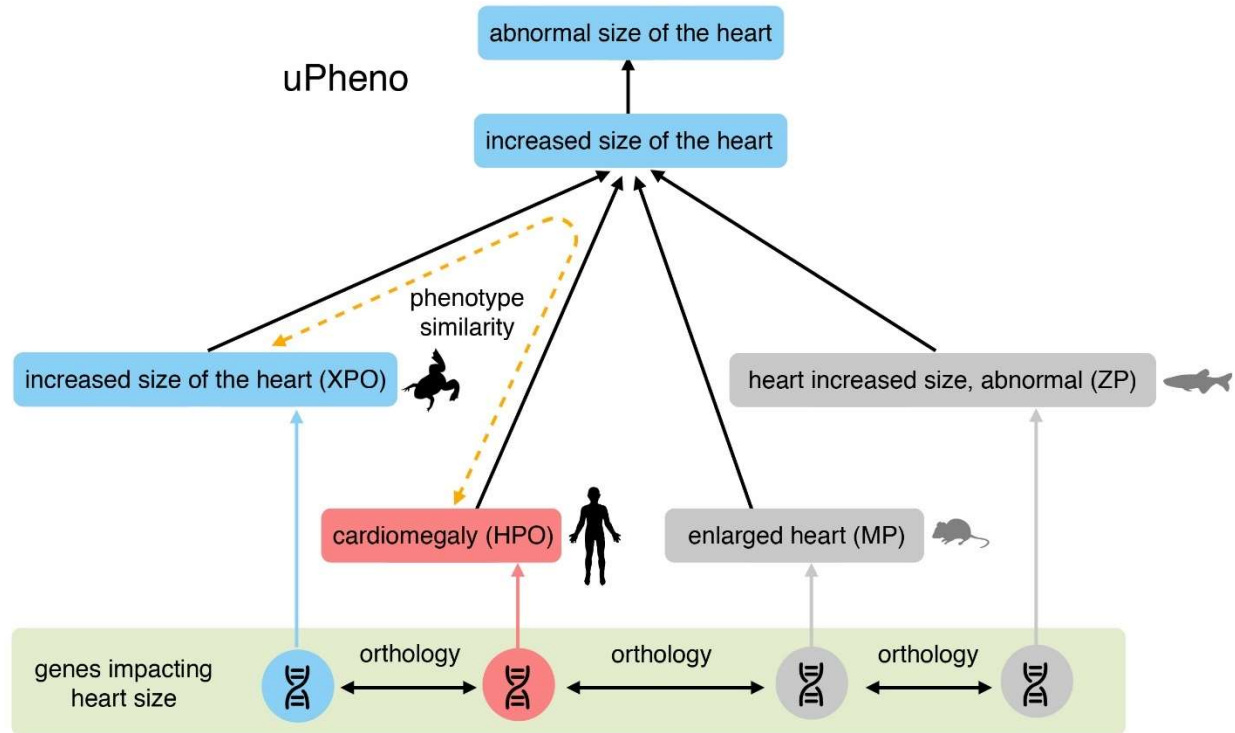 abnormal size of the heart
uPheno
increased size of the heart
phenotype
similarity
increased size of the heart (XPO)
heart increased size, abnormal (ZP)
cardiomegaly (HPO)
enlarged heart (MP)
genes impacting
heart size
orthology
orthology
orthology